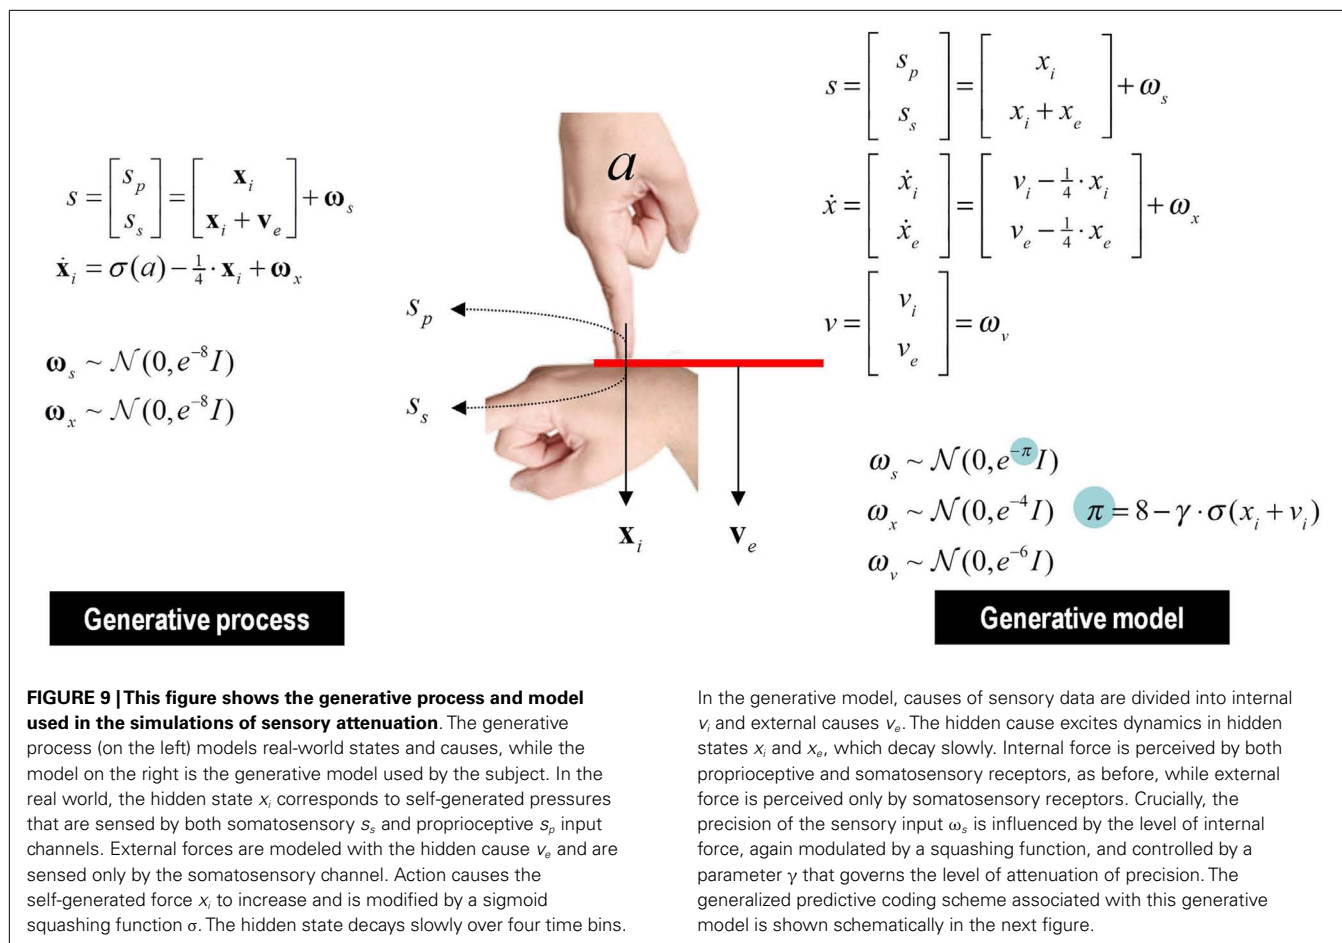 s = [ s_p s_s ] = [ 𝐱_i 𝐱_i + 𝐯_e ] + 𝛚_s
𝐱̇_i = σ(a) − 1/4 · 𝐱_i + 𝛚_x
𝛚_s ~ 𝒩(0, e^{−8} I)
𝛚_x ~ 𝒩(0, e^{−8} I)
Generative process
a
s_p
s_s
𝐱_i
𝐯_e
s = [ s_p s_s ] = [ x_i x_i + x_e ] + ω_s
ẋ = [ ẋ_i ẋ_e ] = [ v_i − 1/4 · x_i v_e − 1/4 · x_e ] + ω_x
v = [ v_i v_e ] = ω_v
ω_s ~ 𝒩(0, e^{−π} I)
ω_x ~ 𝒩(0, e^{−4} I) π = 8 − γ · σ(x_i + v_i)
ω_v ~ 𝒩(0, e^{−6} I)
Generative model
FIGURE 9 | This figure shows the generative process and model
used in the simulations of sensory attenuation. The generative
process (on the left) models real-world states and causes, while the
model on the right is the generative model used by the subject. In the
real world, the hidden state x_i corresponds to self-generated pressures
that are sensed by both somatosensory s_s and proprioceptive s_p input
channels. External forces are modeled with the hidden cause v_e and are
sensed only by the somatosensory channel. Action causes the
self-generated force x_i to increase and is modified by a sigmoid
squashing function σ. The hidden state decays slowly over four time bins.
In the generative model, causes of sensory data are divided into internal
v_i and external causes v_e. The hidden cause excites dynamics in hidden
states x_i and x_e, which decay slowly. Internal force is perceived by both
proprioceptive and somatosensory receptors, as before, while external
force is perceived only by somatosensory receptors. Crucially, the
precision of the sensory input ω_s is influenced by the level of internal
force, again modulated by a squashing function, and controlled by a
parameter γ that governs the level of attenuation of precision. The
generalized predictive coding scheme associated with this generative
model is shown schematically in the next figure.